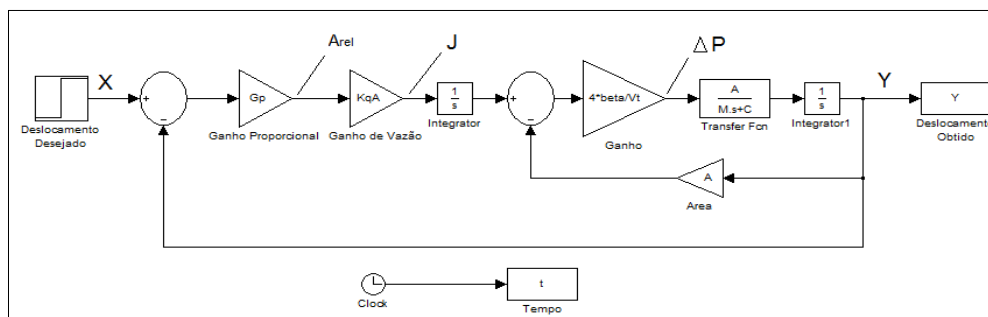 Deslocamento
Desejado
X
+
−
Gp
Ganho Proporcional
Arel
KqA
Ganho de Vazão
J
1
s
Integrator
+
−
4*beta/Vt
Ganho
Δ P
A
M.s+C
Transfer Fcn
1
s
Integrator1
Y
Y
Deslocamento
Obtido
A
Area
Clock
t
Tempo